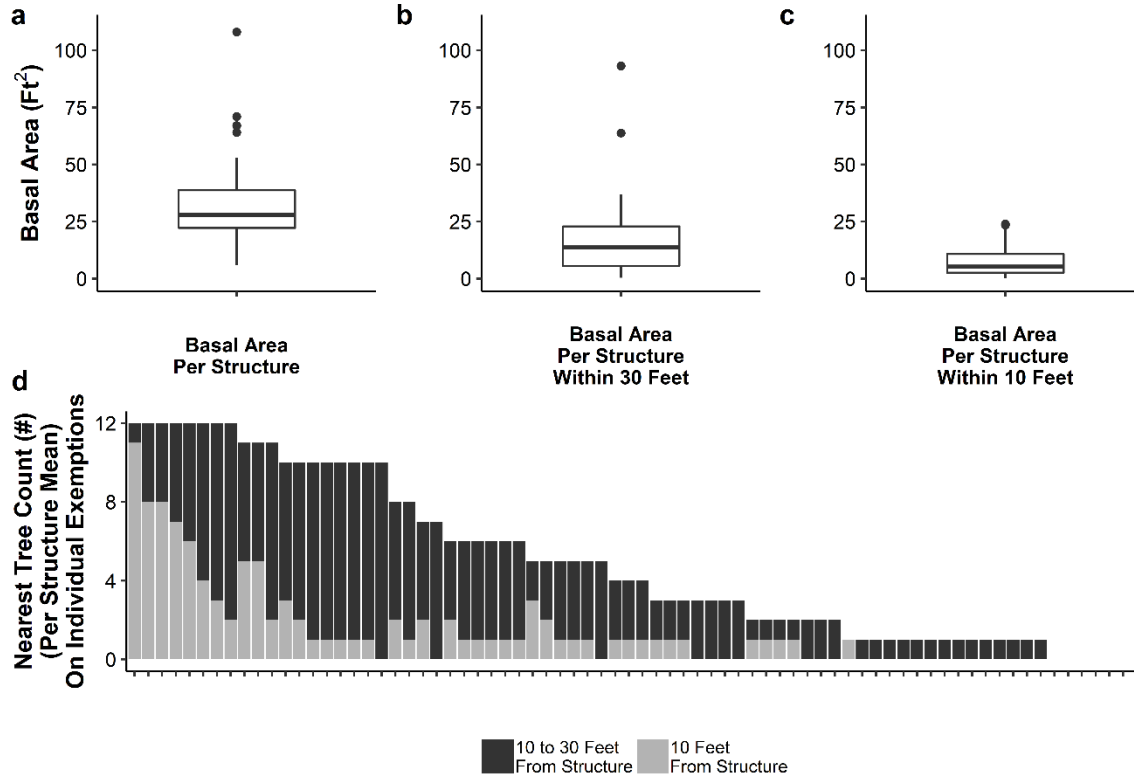 a
b
c
Basal Area (Ft²)
100
75
50
25
0
100
75
50
25
0
100
75
50
25
0
Basal Area
Per Structure
Basal Area
Per Structure
Within 30 Feet
Basal Area
Per Structure
Within 10 Feet
d
Nearest Tree Count (#)
(Per Structure Mean)
On Individual Exemptions
12
8
4
0
10 to 30 Feet
From Structure
10 Feet
From Structure